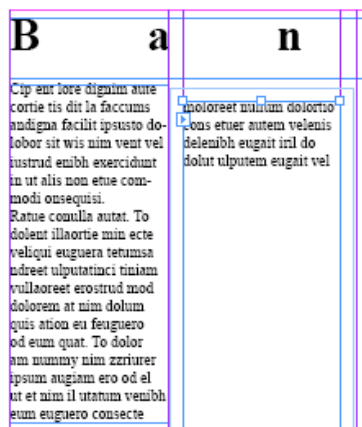 B a n
Cip ent lore dignim aute
cortie tis dit la faccums
andigna facilit ipsusto do-
lobor sit wis nim vent vel
iustrud enibh exercidunt
in ut alis non etue com-
modi onsequisi.
Ratue conulla autat. To
dolent illaortie min ecte
veliqui euguera tetumsa
ndreet ulputatinci tiniam
vullaoreet erostrud mod
dolorem at nim dolum
quis ation eu feuguero
od eum quat. To dolor
am nummy nim zzriurer
ipsum augiam ero od el
ut et nim il utatum venibh
eum euguero consecte
moloreet nullum dolortio
cons etuer autem velenis
delenibh eugait iril do
dolut ulputem eugait vel